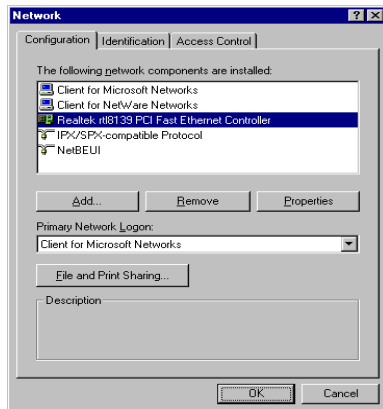 Network
Configuration Identification Access Control
The following network components are installed:
Client for Microsoft Networks
Client for NetWare Networks
Realtek rtl8139 PCI Fast Ethernet Controller
IPX/SPX-compatible Protocol
NetBEUI
Add... Remove Properties
Primary Network Logon:
Client for Microsoft Networks
File and Print Sharing...
Description
OK Cancel